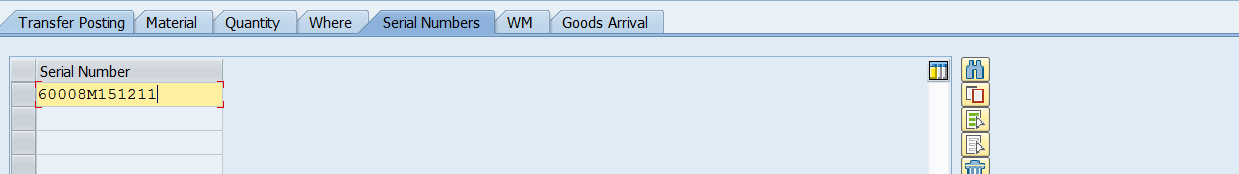 Transfer Posting Material Quantity Where Serial Numbers WM Goods Arrival
Serial Number
60008M151211